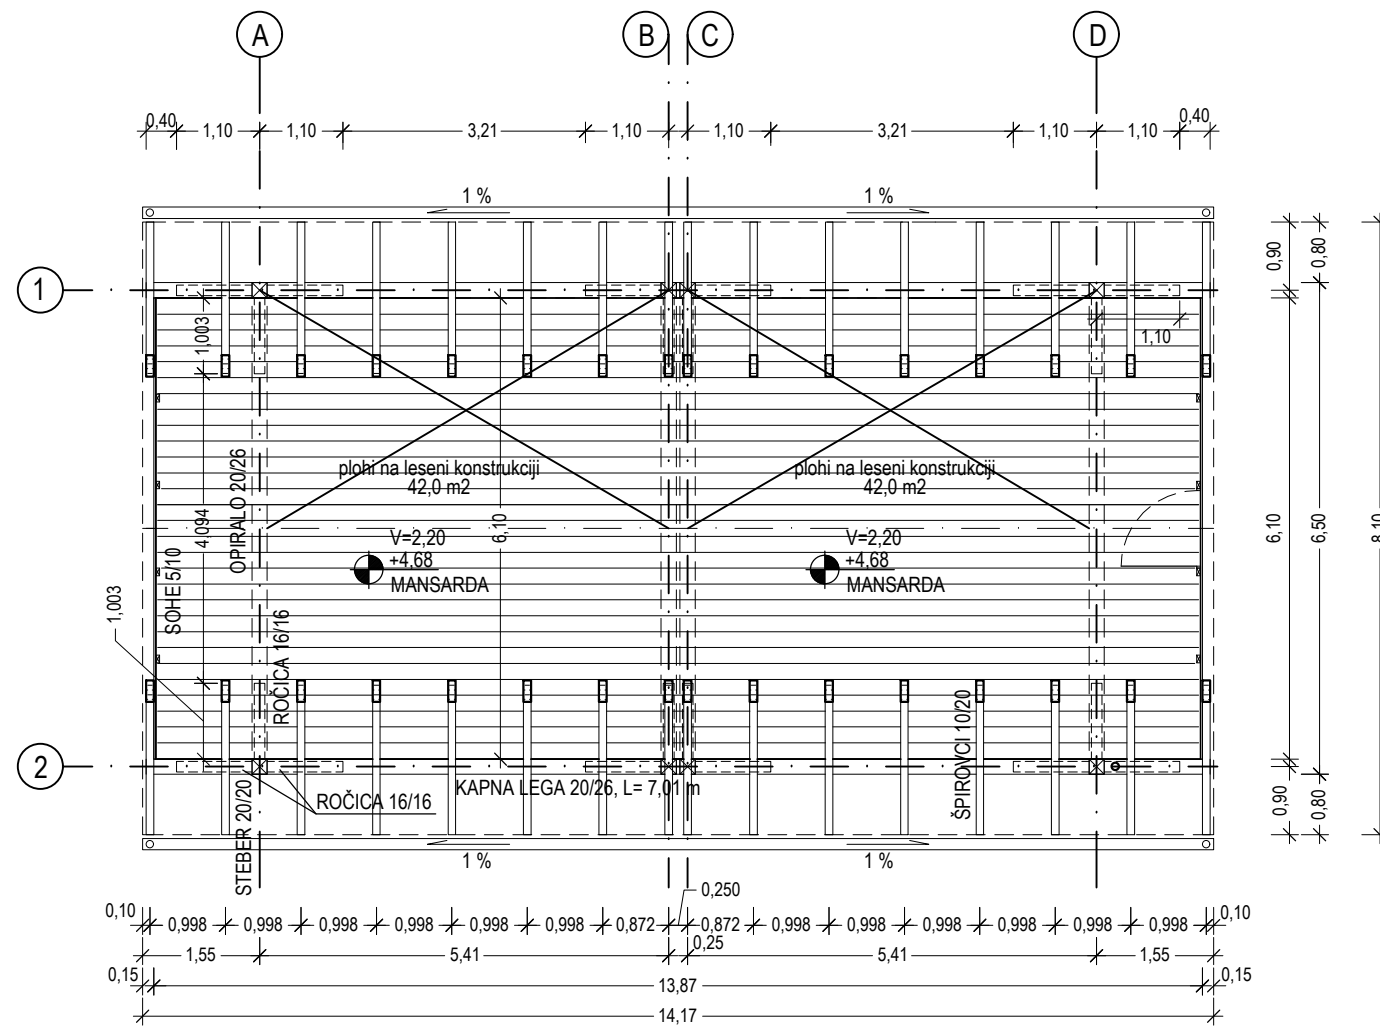 A
B
C
D
0,40
1,10
1,10
3,21
1,10
1,10
3,21
1,10
1,10
0,40
1 %
1 %
1
2
0,90
0,80
1,003
1,10
plohi na leseni konstrukciji
42,0 m2
plohi na leseni konstrukciji
42,0 m2
OPIRALO 20/26
4,094
6,10
V=2,20
+4.68
MANSARDA
V=2,20
+4.68
MANSARDA
6,10
6,50
8,10
SOHE 5/10
1,003
ROČICA 16/16
ŠPIROVCI 10/20
STEBER 20/20
ROČICA 16/16
KAPNA LEGA 20/26, L= 7,01 m
0,90
0,80
1 %
1 %
0,250
0,10
0,998
0,998
0,998
0,998
0,998
0,998
0,872
0,872
0,998
0,998
0,998
0,998
0,998
0,998
0,10
1,55
5,41
0,25
5,41
1,55
0,15
13,87
0,15
14,17